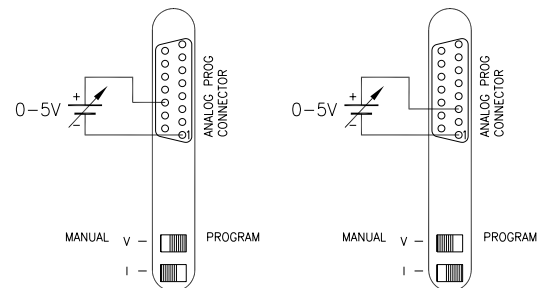 +
0-5V
-
1
ANALOG PROG
CONNECTOR
MANUAL V - PROGRAM
I -
+
0-5V
-
1
ANALOG PROG
CONNECTOR
MANUAL V - PROGRAM
I -